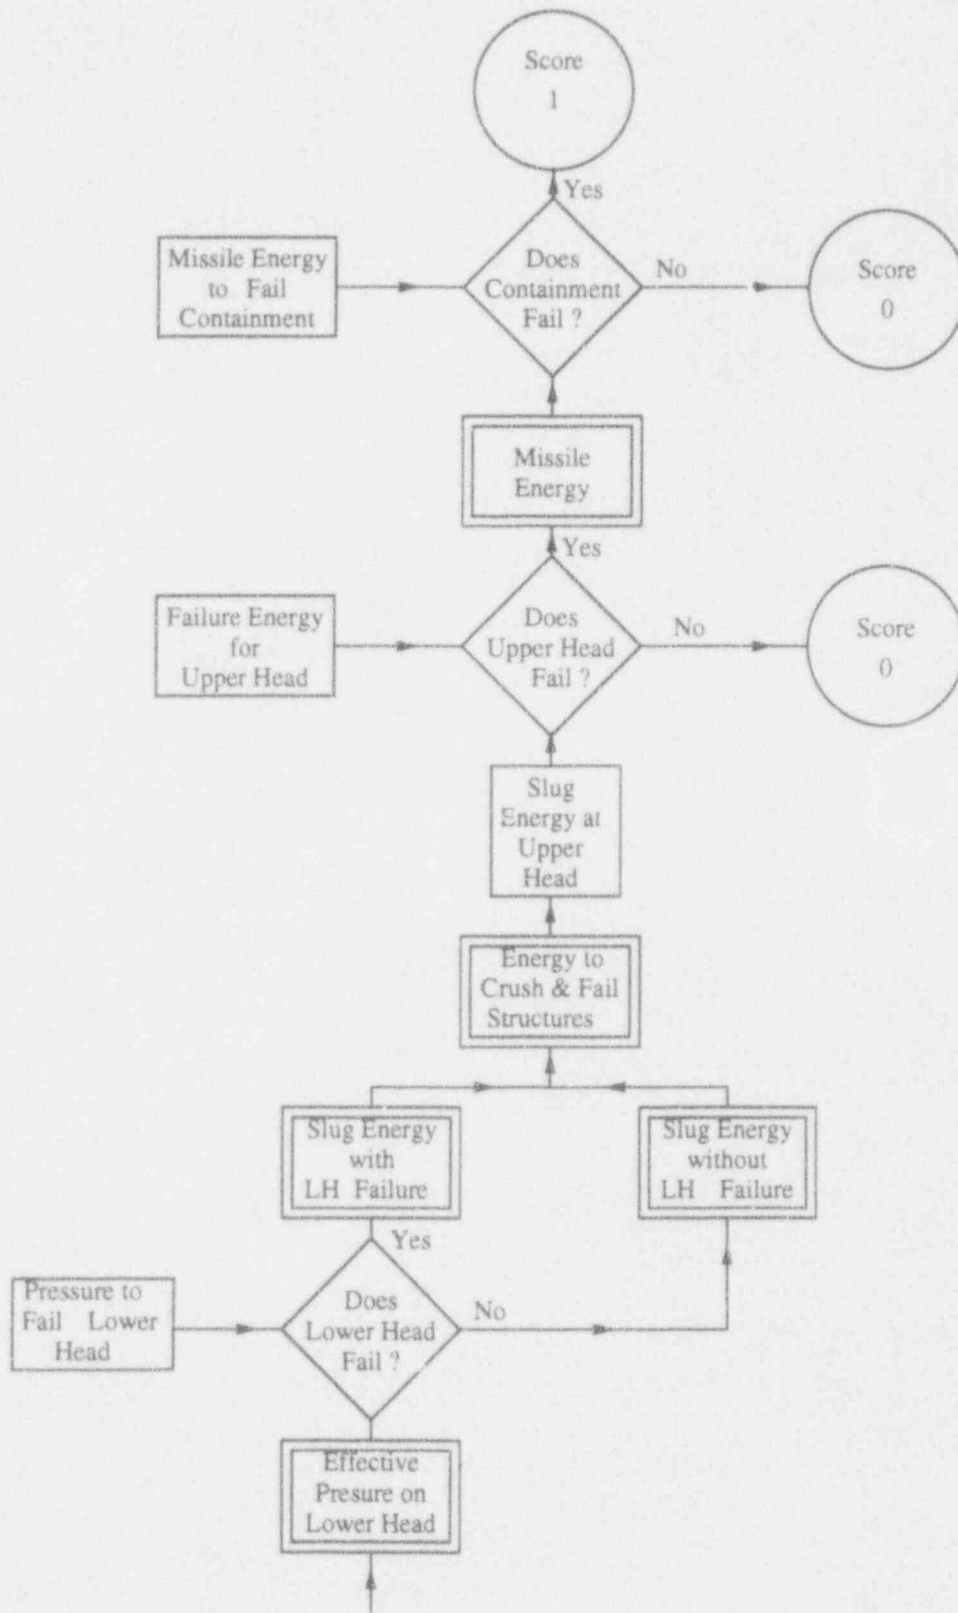 Score
1
Yes
Missile Energy
to Fail
Containment
Does
Containment
Fail ?
No
Score
0
Missile
Energy
Yes
Failure Energy
for
Upper Head
Does
Upper Head
Fail ?
No
Score
0
Slug
Energy at
Upper
Head
Energy to
Crush & Fail
Structures
Slug Energy
with
LH Failure
Slug Energy
without
LH Failure
Yes
Pressure to
Fail Lower
Head
Does
Lower Head
Fail ?
No
Effective
Presure on
Lower Head